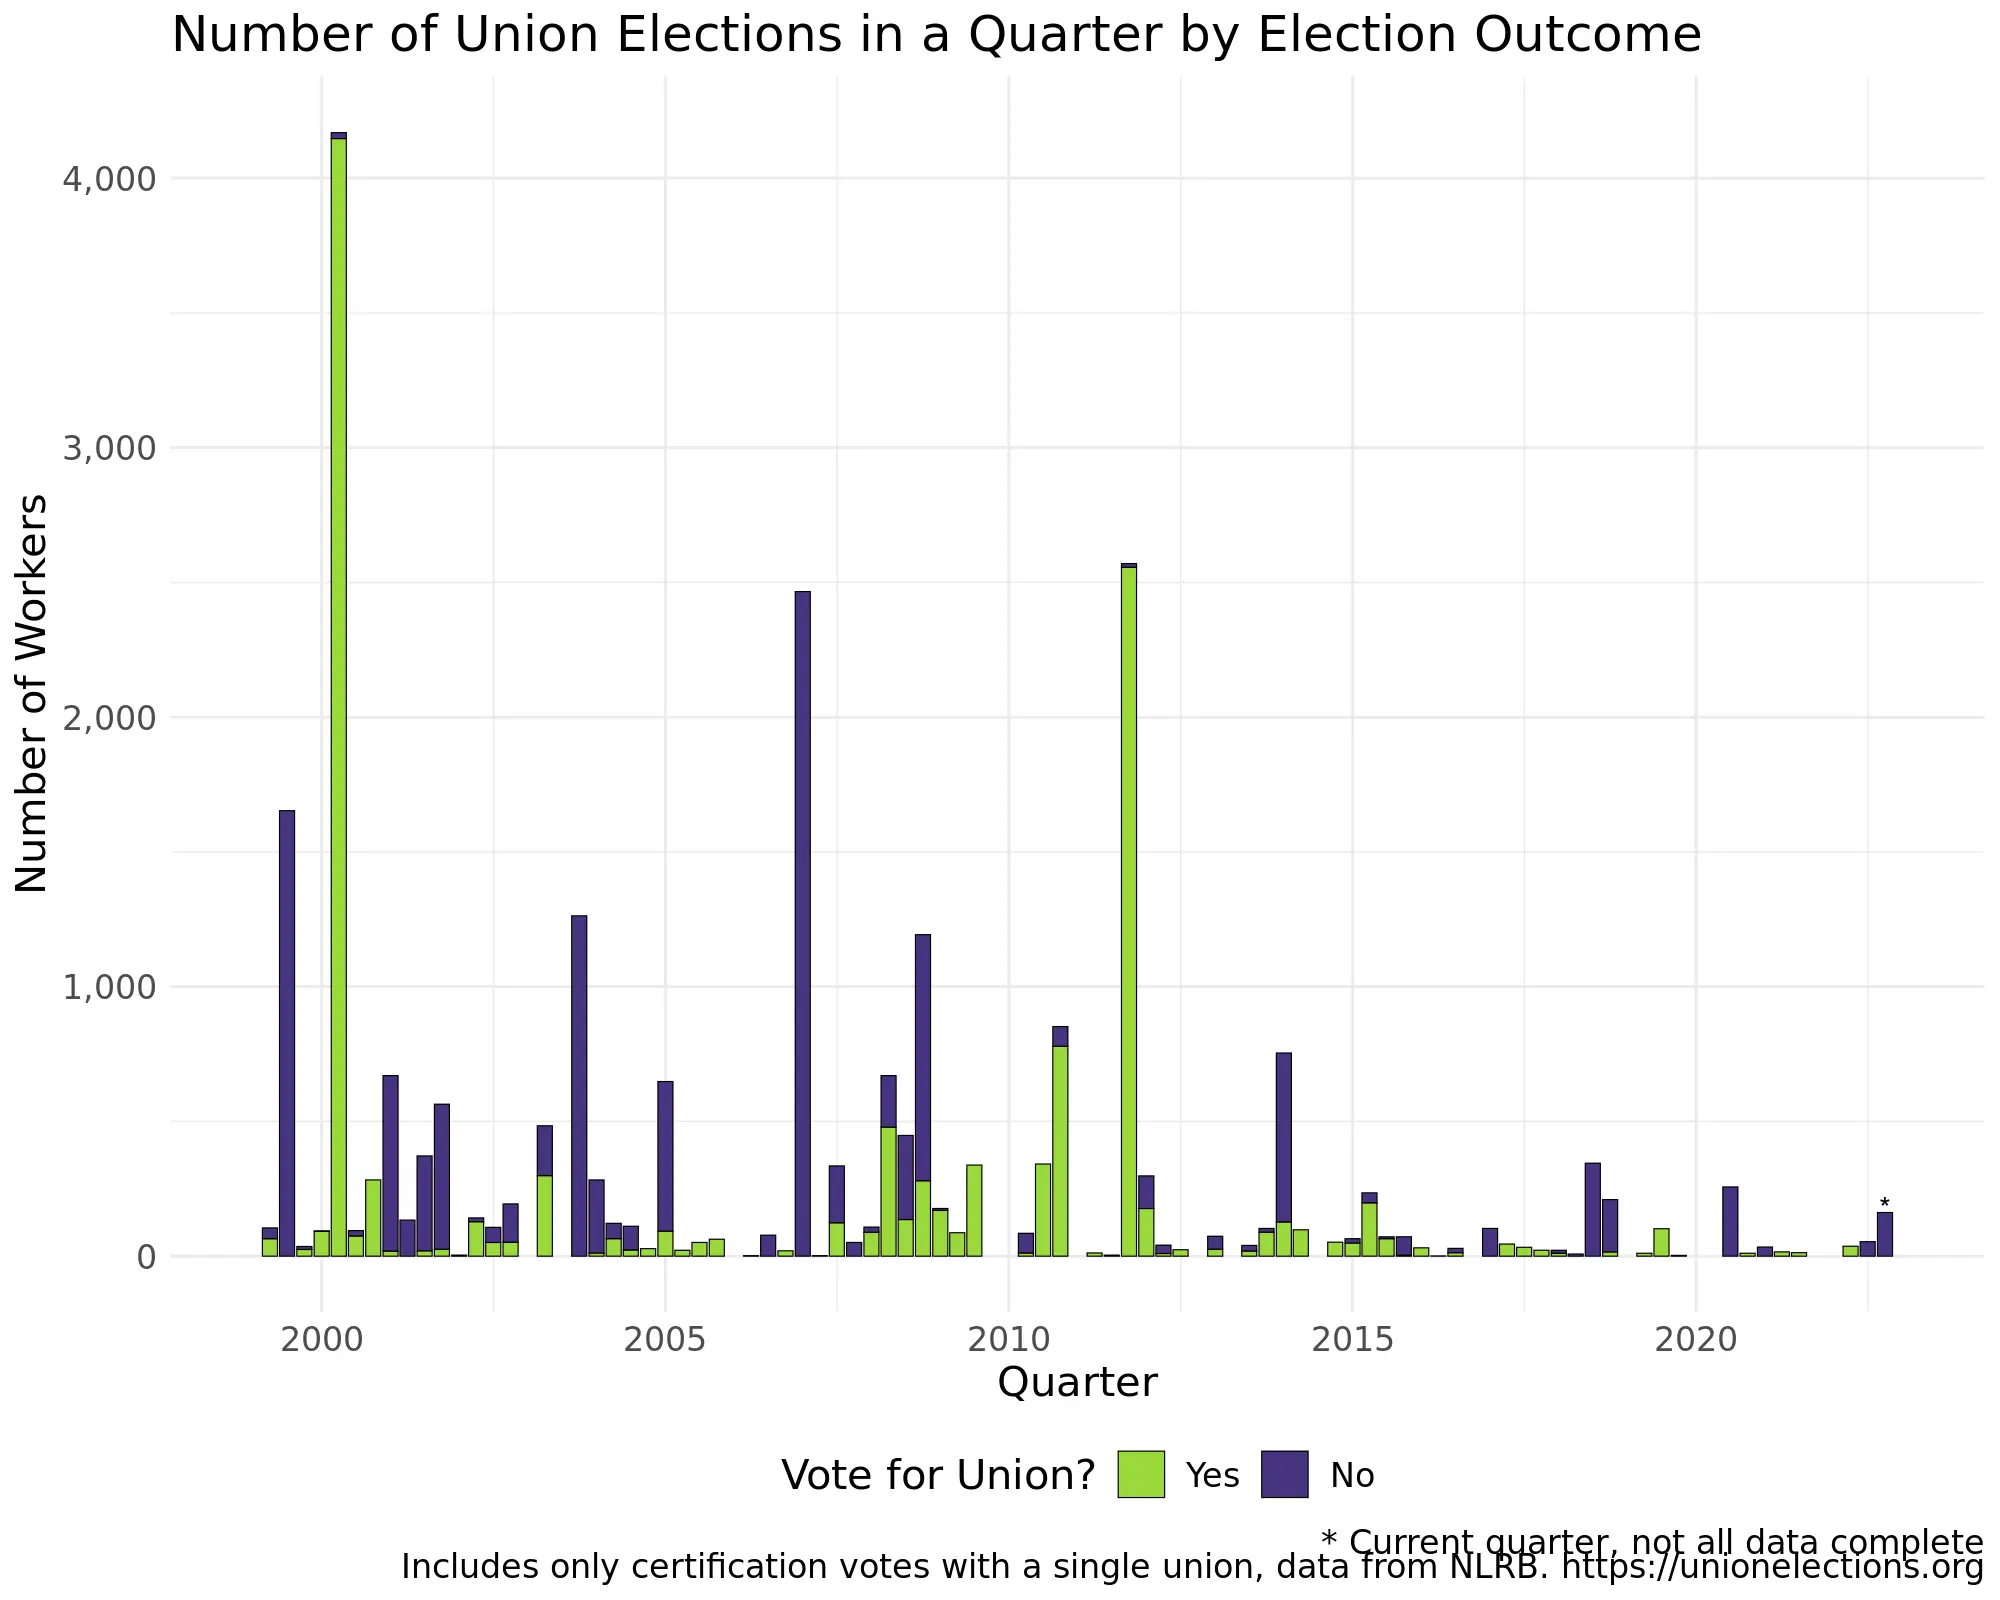 Number of Union Elections in a Quarter by Election Outcome
Number of Workers
4,000
3,000
2,000
1,000
0
*
2000 2005 2010 2015 2020
Quarter
Vote for Union? Yes No
* Current quarter, not all data complete
Includes only certification votes with a single union, data from NLRB. https://unionelections.org